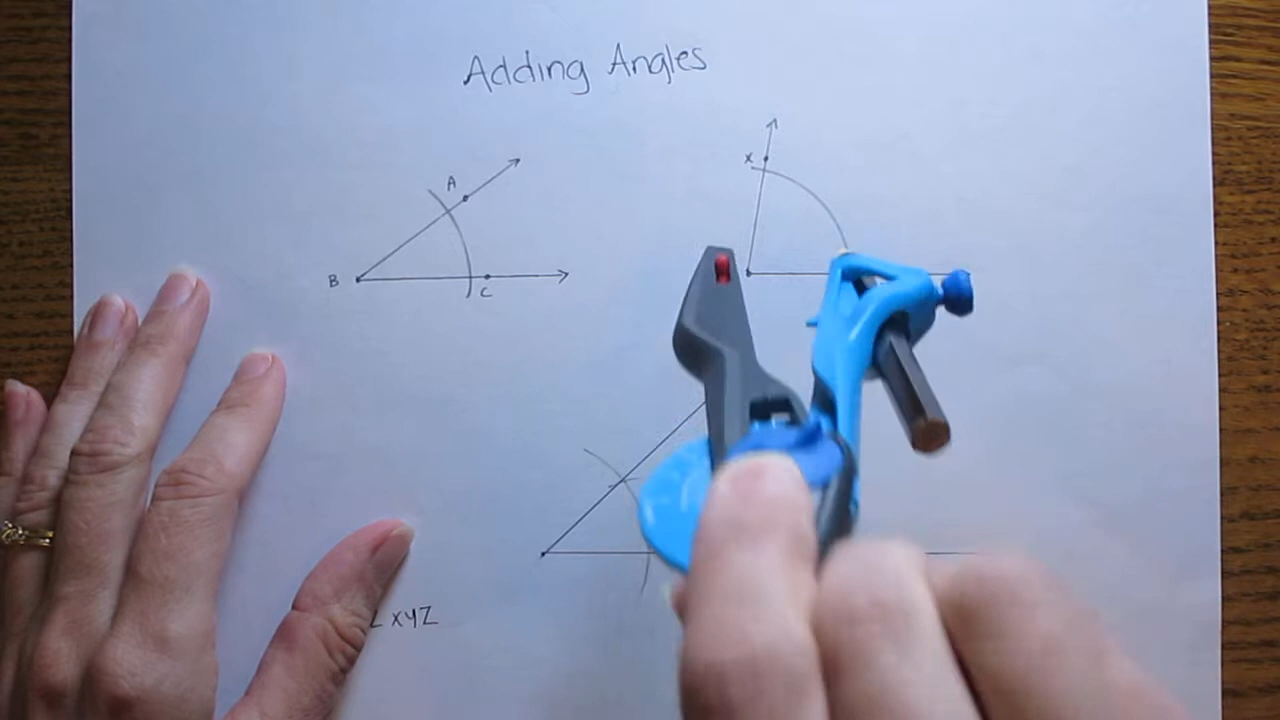 Adding Angles
A
X
B
C
∠ XYZ